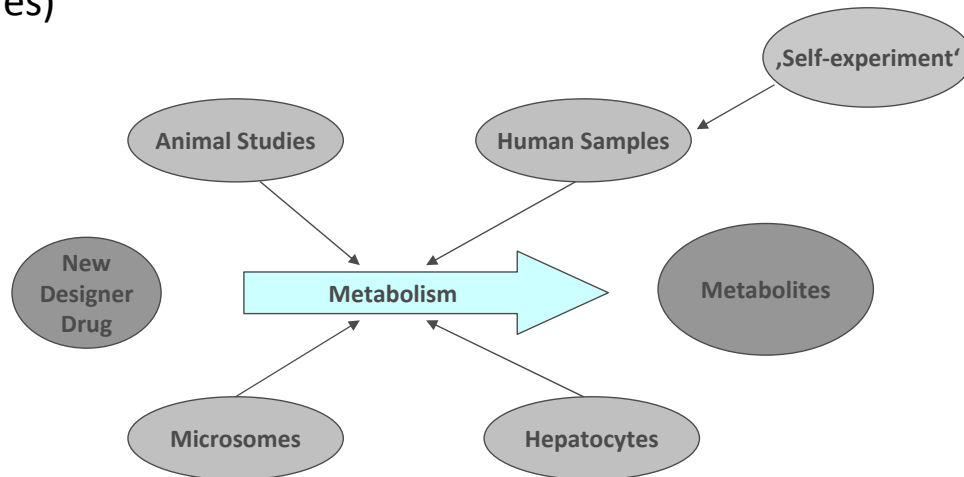 es)
‚Self-experiment‘
Animal Studies
Human Samples
New
Designer
Drug
Metabolism
Metabolites
Microsomes
Hepatocytes